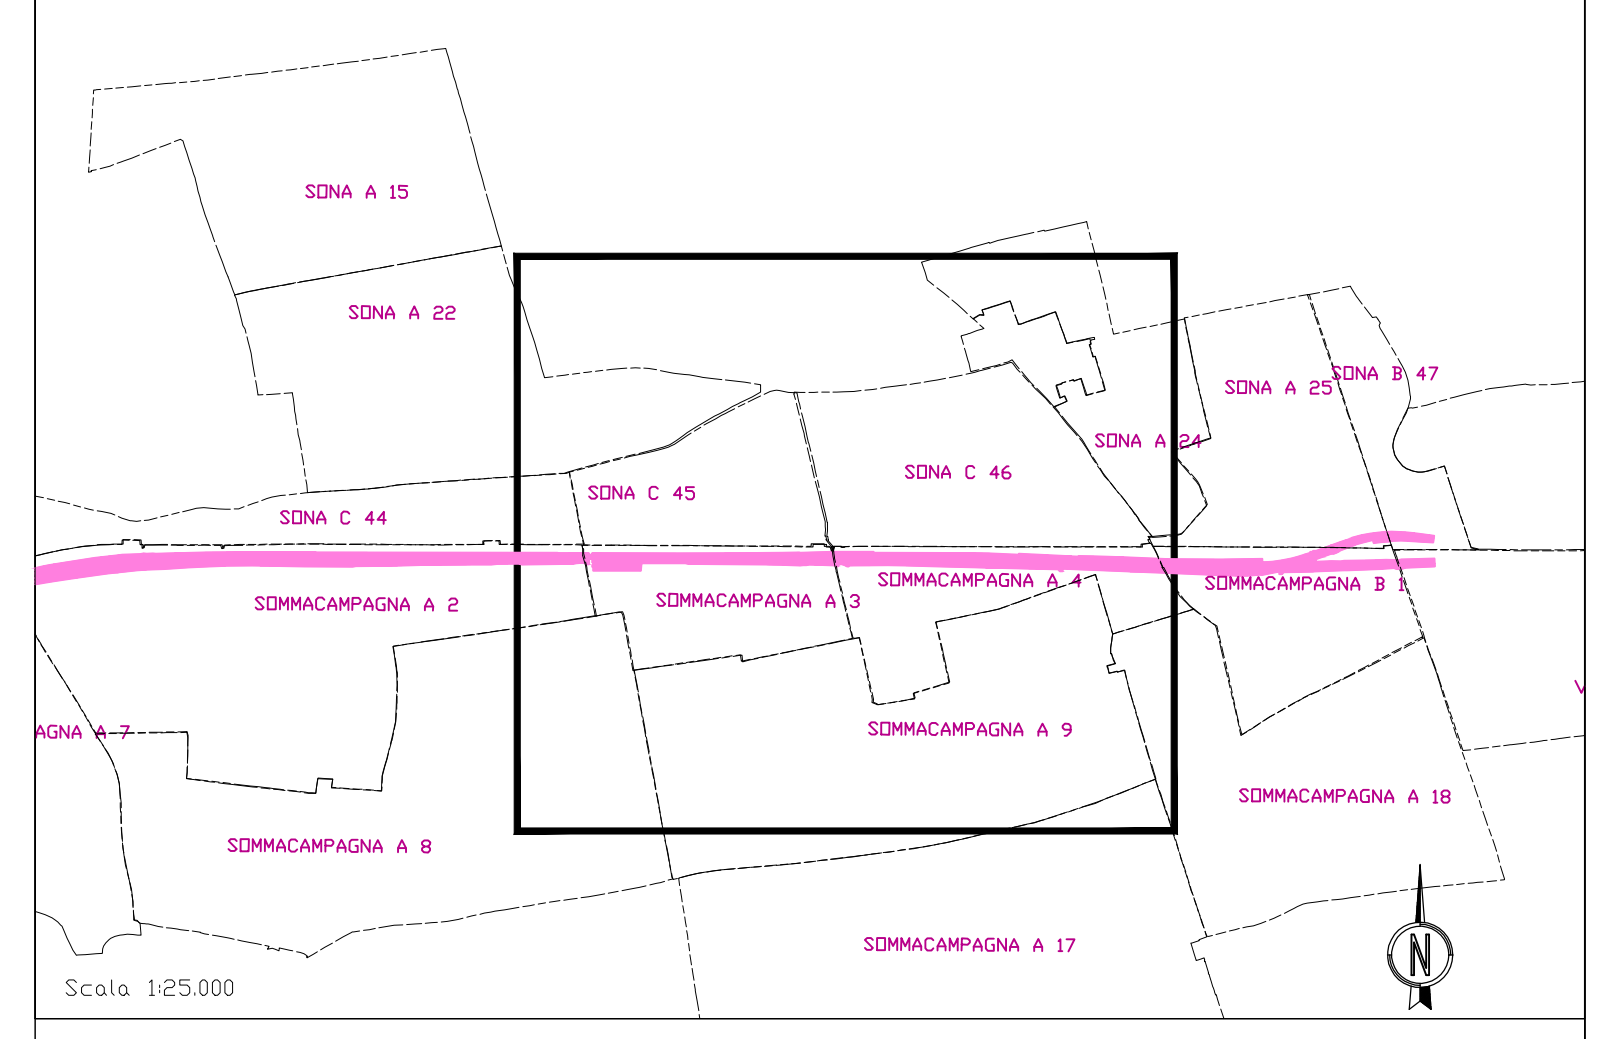 SONA A 15
SONA A 22
SONA B 47
SONA A 25
SONA A 24
SONA C 46
SONA C 45
SONA C 44
SOMMACAMPAGNA A 4
SOMMACAMPAGNA B 1
SOMMACAMPAGNA A 3
SOMMACAMPAGNA A 2
V
AGNA A 7
SOMMACAMPAGNA A 9
SOMMACAMPAGNA A 18
SOMMACAMPAGNA A 8
SOMMACAMPAGNA A 17
N
Scala 1:25.000